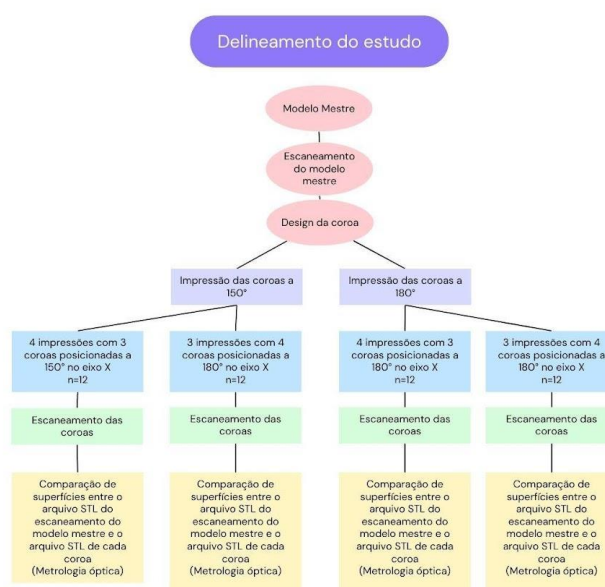 Delineamento do estudo
Modelo Mestre
Escaneamento
do modelo
mestre
Design da coroa
Impressão das coroas a
150°
Impressão das coroas a
180°
4 impressões com 3
coroas posicionadas a
150° no eixo X
n=12
3 impressões com 4
coroas posicionadas a
180° no eixo X
n=12
4 impressões com 3
coroas posicionadas a
180° no eixo X
n=12
3 impressões com 4
coroas posicionadas a
180° no eixo X
n=12
Escaneamento das
coroas
Escaneamento das
coroas
Escaneamento das
coroas
Escaneamento das
coroas
Comparação de
superfícies entre o
arquivo STL do
escaneamento do
modelo mestre e o
arquivo STL de cada
coroa
(Metrologia óptica)
Comparação de
superfícies entre o
arquivo STL do
escaneamento do
modelo mestre e o
arquivo STL de cada
coroa
(Metrologia óptica)
Comparação de
superfícies entre o
arquivo STL do
escaneamento do
modelo mestre e o
arquivo STL de cada
coroa
(Metrologia óptica)
Comparação de
superfícies entre o
arquivo STL do
escaneamento do
modelo mestre e o
arquivo STL de cada
coroa
(Metrologia óptica)